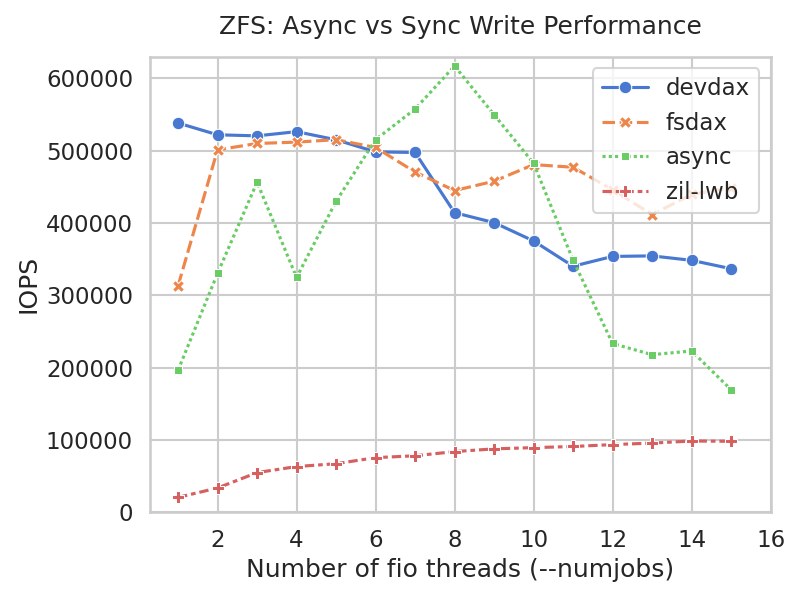 ZFS: Async vs Sync Write Performance
600000
500000
400000
300000
200000
100000
0
IOPS
devdax
fsdax
async
zil-lwb
2 4 6 8 10 12 14 16
Number of fio threads (--numjobs)